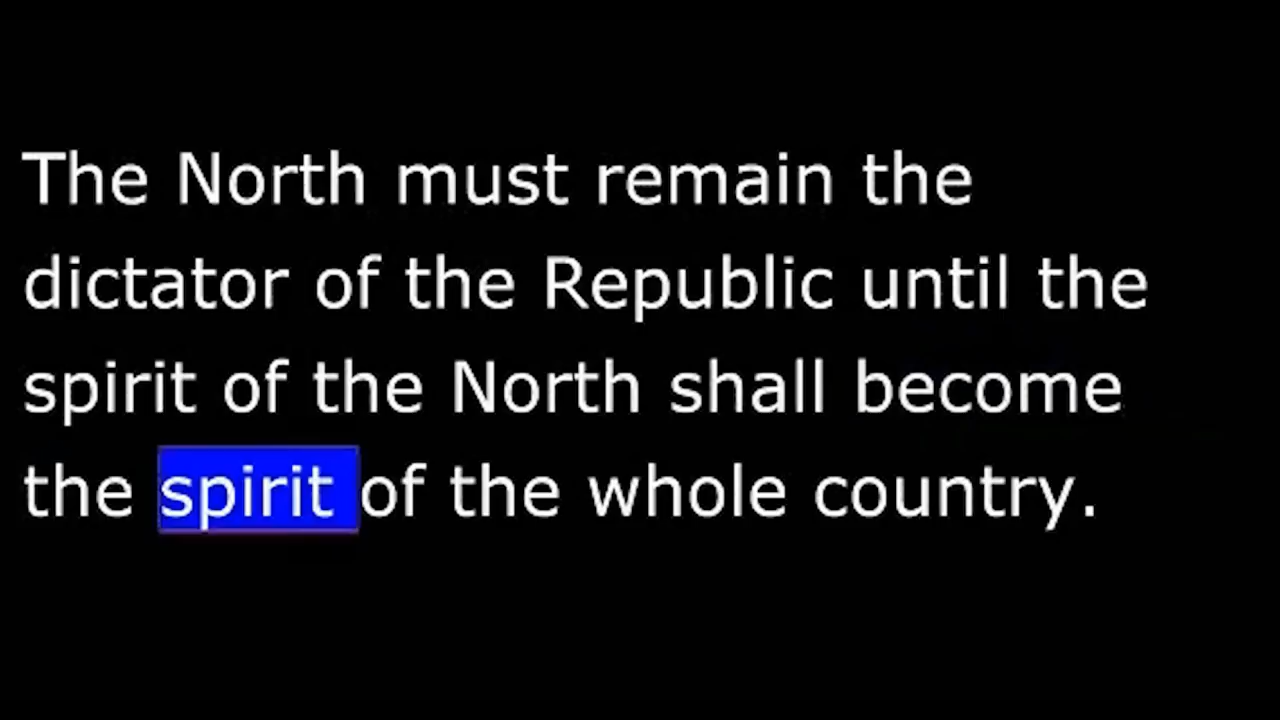 The North must remain the
dictator of the Republic until the
spirit of the North shall become
the spirit of the whole country.